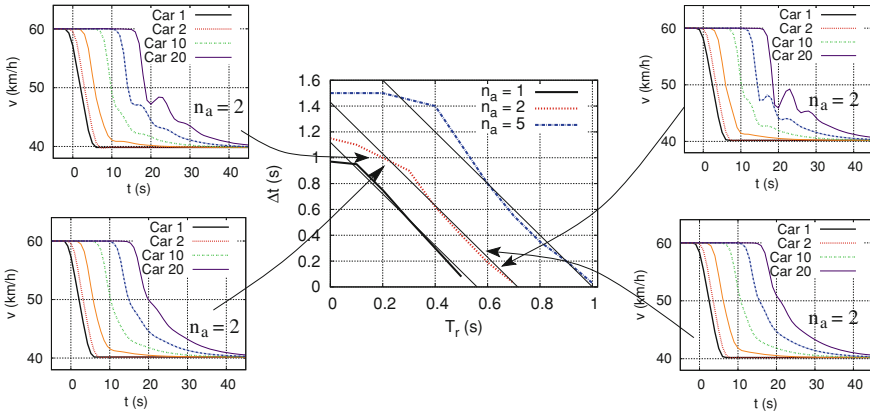 60
50
40
v (km/h)
0 10 20 30 40
t (s)
Car 1
Car 2
Car 10
Car 20
n_a = 2
60
50
40
v (km/h)
0 10 20 30 40
t (s)
Car 1
Car 2
Car 10
Car 20
n_a = 2
1.6
1.4
1.2
1
0.8
0.6
0.4
0.2
0
Δt (s)
0 0.2 0.4 0.6 0.8 1
T_r (s)
n_a = 1
n_a = 2
n_a = 5
60
50
40
v (km/h)
0 10 20 30 40
t (s)
Car 1
Car 2
Car 10
Car 20
n_a = 2
60
50
40
v (km/h)
0 10 20 30 40
t (s)
Car 1
Car 2
Car 10
Car 20
n_a = 2